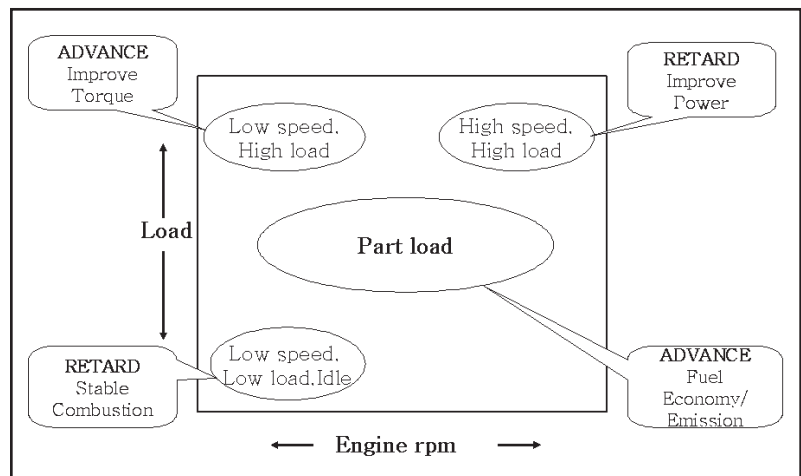 ADVANCE
Improve
Torque
RETARD
Improve
Power
Low speed,
High load
High speed,
High load
Load
Part load
Low speed,
Low load,Idle
RETARD
Stable
Combustion
ADVANCE
Fuel
Economy/
Emission
Engine rpm